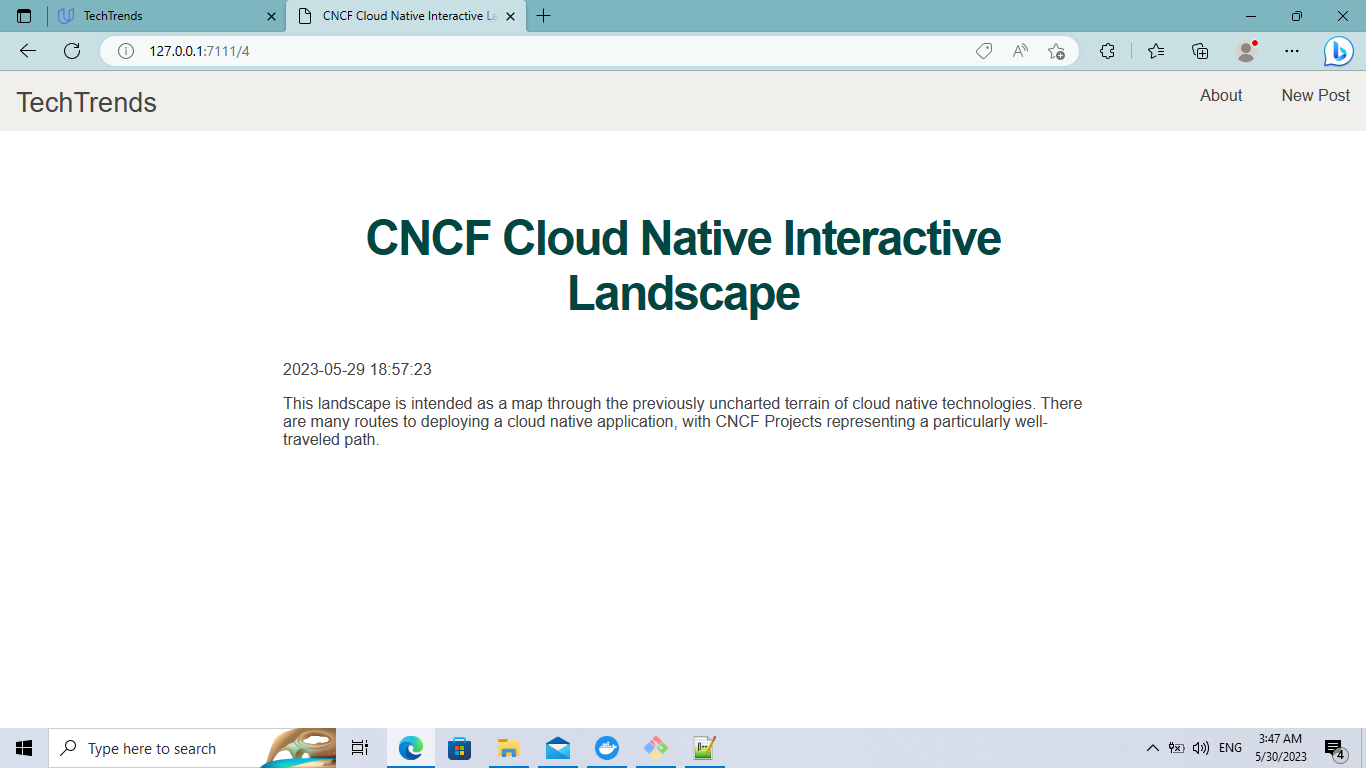 TechTrends
CNCF Cloud Native Interactive La
127.0.0.1:7111/4
TechTrends
About
New Post
CNCF Cloud Native Interactive
Landscape
2023-05-29 18:57:23
This landscape is intended as a map through the previously uncharted terrain of cloud native technologies. There
are many routes to deploying a cloud native application, with CNCF Projects representing a particularly well-
traveled path.
Type here to search
ENG
3:47 AM
5/30/2023
4